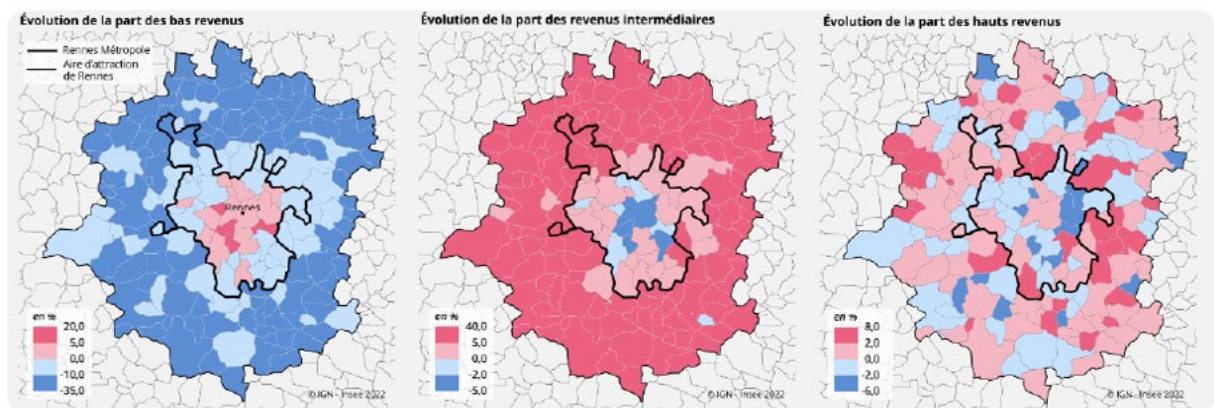 Évolution de la part des bas revenus
Rennes Métropole
Aire d'attraction
de Rennes
Rennes
en %
20,0
5,0
0,0
-10,0
-35,0
© IGN - Insee 2022
Évolution de la part des revenus intermédiaires
en %
40,0
5,0
0,0
-2,0
-5,0
© IGN - Insee 2022
Évolution de la part des hauts revenus
en %
8,0
2,0
0,0
-2,0
-6,0
© IGN - Insee 2022